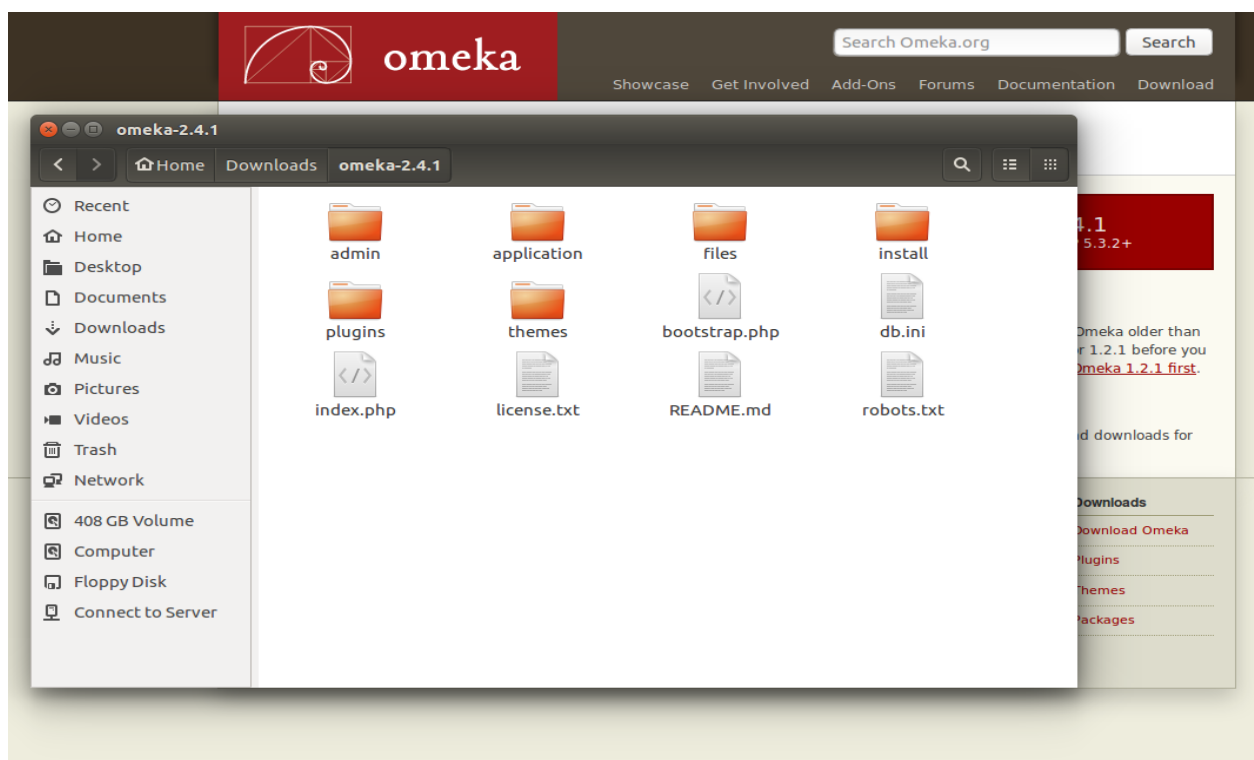 omeka
Search Omeka.org
Search
Showcase Get Involved Add-Ons Forums Documentation Download
omeka-2.4.1
Home Downloads omeka-2.4.1
Recent
Home
Desktop
Documents
Downloads
Music
Pictures
Videos
Trash
Network
408 GB Volume
Computer
Floppy Disk
Connect to Server
admin application files install
plugins themes bootstrap.php db.ini
index.php license.txt README.md robots.txt
.1
5.3.2+
Omeka older than
1.2.1 before you
Omeka 1.2.1 first.
downloads for
Downloads
Download Omeka
Plugins
Themes
Packages